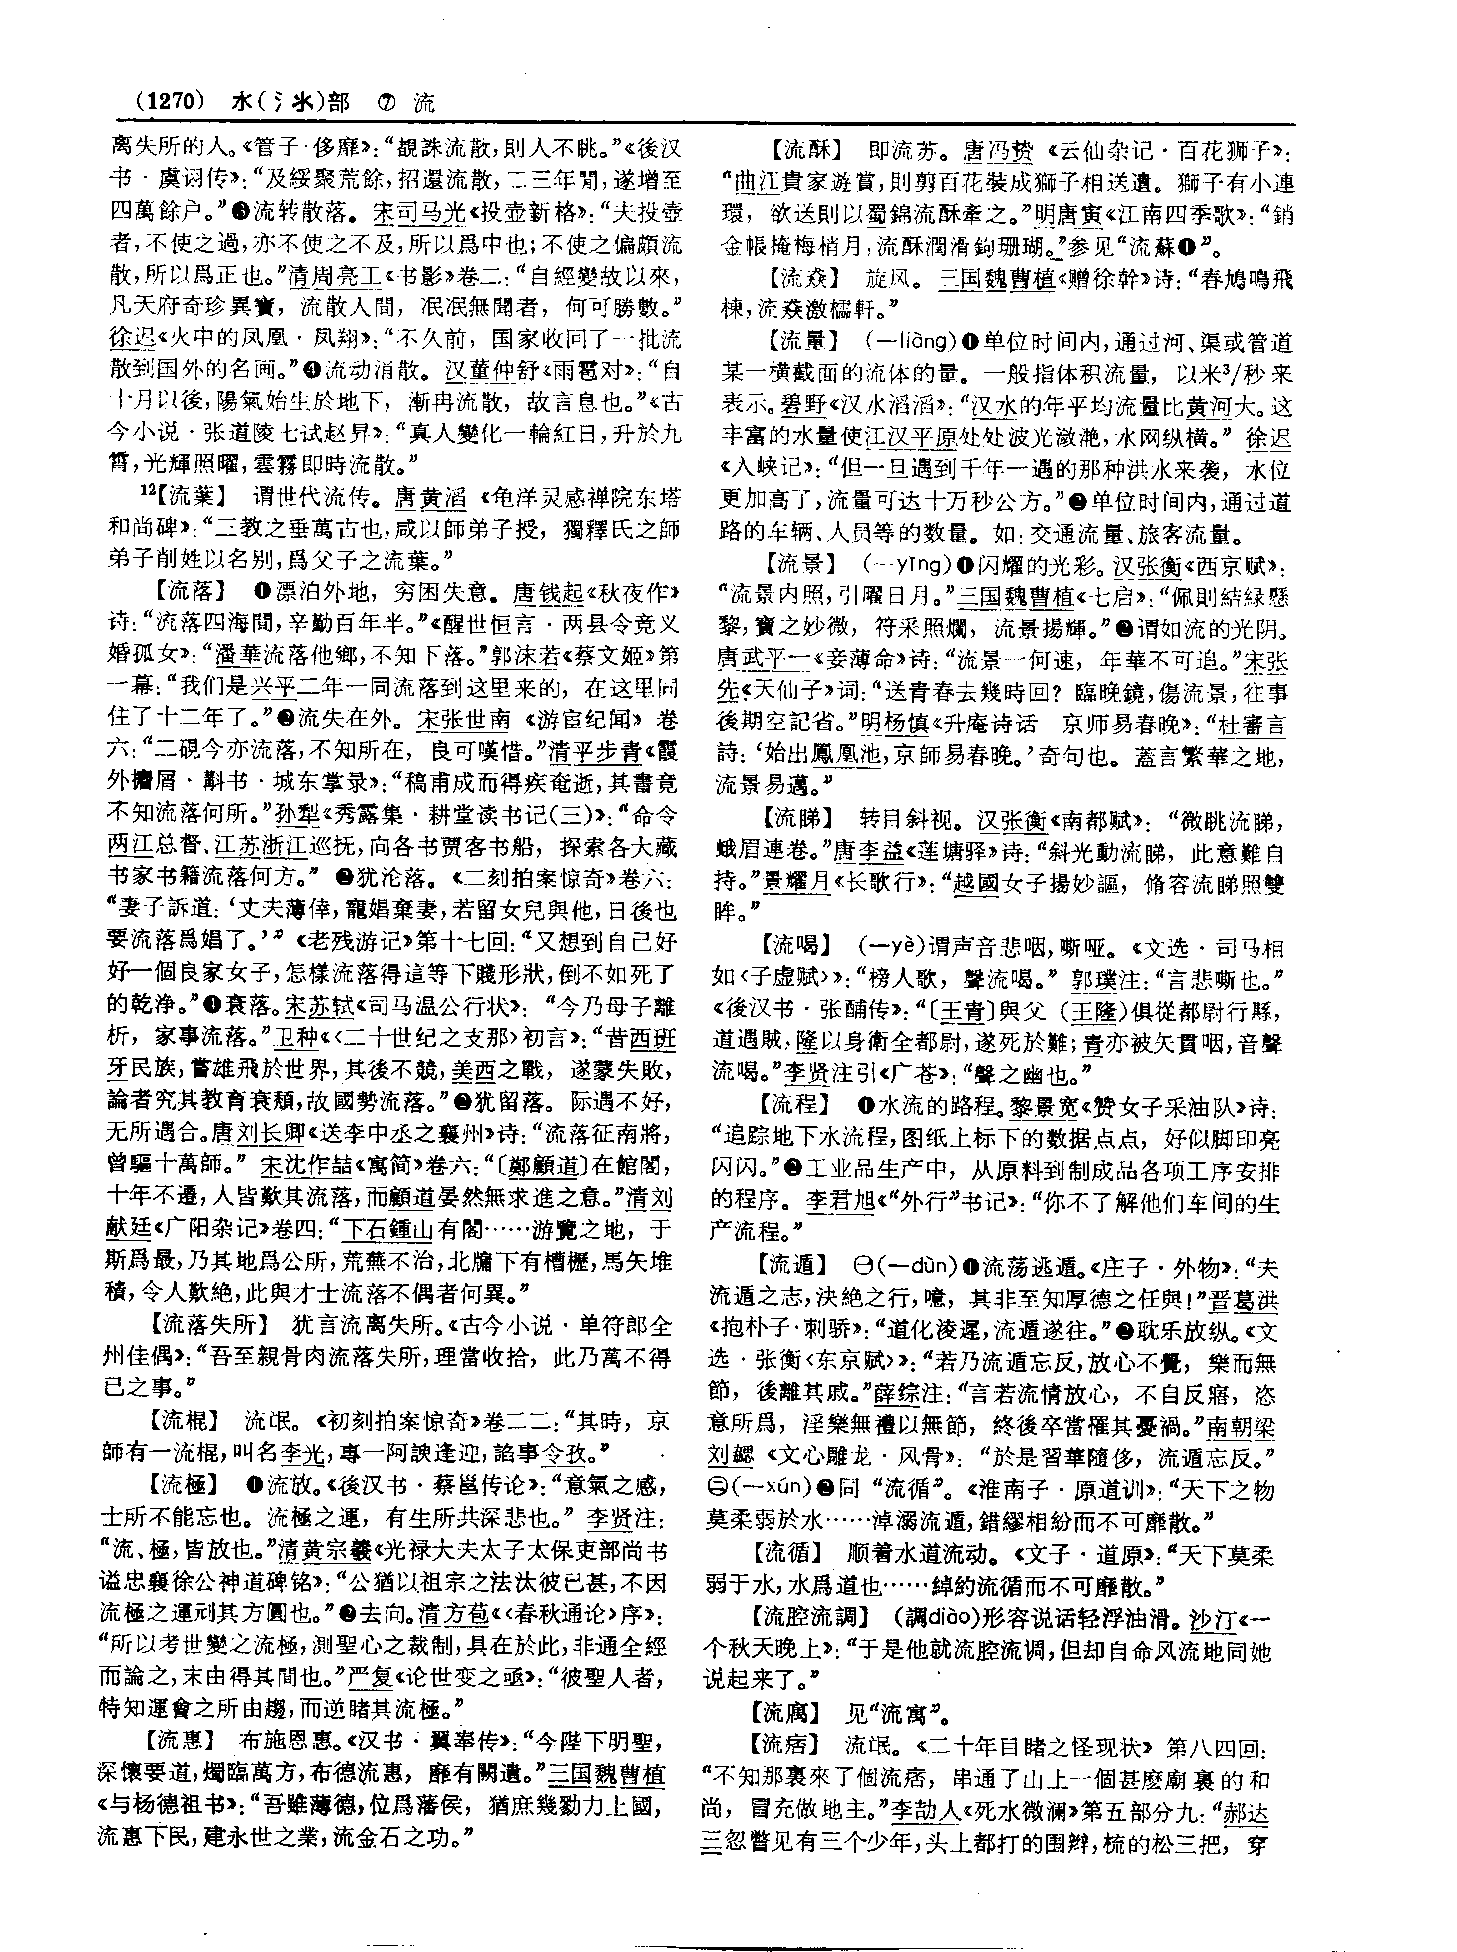 (1270) 水(氵氺)部 ⑦ 流
离失所的人。《管子·侈靡》：“覩誅流散，則人不眺。”《後汉
书·虞诩传》：“及綏聚荒餘，招還流散，二三年間，遂增至
四萬餘户。”❸流转散落。宋司马光《投壶新格》：“夫投壺
者，不使之過，亦不使之不及，所以爲中也；不使之偏頗流
散，所以爲正也。”清周亮工《书影》卷二：“自經變故以來，
凡天府奇珍異寶，流散人間，泯泯無聞者，何可勝數。”
徐迟《火中的凤凰·凤翔》：“不久前，国家收回了一批流
散到国外的名画。”❹流动消散。汉董仲舒《雨雹对》：“自
十月以後，陽氣始生於地下，漸冉流散，故言息也。”《古
今小说·张道陵七试赵昇》：“真人變化一輪紅日，升於九
霄，光輝照曜，雲霧即時流散。”
12【流葉】 谓世代流传。唐黄滔《龟洋灵感禅院东塔
和尚碑》：“三教之垂萬古也，咸以師弟子授，獨釋氏之師
弟子削姓以名别，爲父子之流葉。”
【流落】 ❶漂泊外地，穷困失意。唐钱起《秋夜作》
诗：“流落四海間，辛勤百年半。”《醒世恒言·两县令竞义
婚孤女》：“潘華流落他鄉，不知下落。”郭沫若《蔡文姬》第
一幕：“我们是兴平二年一同流落到这里来的，在这里同
住了十二年了。”❷流失在外。宋张世南《游宦纪闻》卷
六：“二硯今亦流落，不知所在，良可嘆惜。”清平步青《霞
外攟屑·斠书·城东掌录》：“稿甫成而得疾奄逝，其書竟
不知流落何所。”孙犁《秀露集·耕堂读书记(三)》：“命令
两江总督、江苏浙江巡抚，向各书贾客书船，探索各大藏
书家书籍流落何方。” ❸犹沦落。《二刻拍案惊奇》卷六：
“妻子訴道：‘丈夫薄倖，寵娼棄妻，若留女兒與他，日後也
要流落爲娼了。’”《老残游记》第十七回：“又想到自己好
好一個良家女子，怎樣流落得這等下賤形狀，倒不如死了
的乾净。”❹衰落。宋苏轼《司马温公行状》：“今乃母子離
析，家事流落。”卫种《〈二十世纪之支那〉初言》：“昔西班
牙民族，嘗雄飛於世界，其後不競，美西之戰，遂蒙失敗，
論者究其教育衰頽，故國勢流落。”❺犹留落。际遇不好，
无所遇合。唐刘长卿《送李中丞之襄州》诗：“流落征南將，
曾驅十萬師。” 宋沈作喆《寓简》卷六：“〔鄭顧道〕在館閣，
十年不遷，人皆歎其流落，而顧道晏然無求進之意。”清刘
献廷《广阳杂记》卷四：“下石鍾山有閣……游覽之地，于
斯爲最，乃其地爲公所，荒蕪不治，北牖下有槽櫪，馬矢堆
積，令人歎絶，此與才士流落不偶者何異。”
【流落失所】 犹言流离失所。《古今小说·单符郎全
州佳偶》：“吾至親骨肉流落失所，理當收拾，此乃萬不得
已之事。”
【流棍】 流氓。《初刻拍案惊奇》卷二二：“其時，京
師有一流棍，叫名李光，專一阿諛逢迎，諂事令孜。”
【流極】 ❶流放。《後汉书·蔡邕传论》：“意氣之感，
士所不能忘也。流極之運，有生所共深悲也。” 李贤注：
“流、極，皆放也。”清黄宗羲《光禄大夫太子太保吏部尚书
谥忠襄徐公神道碑铭》：“公猶以祖宗之法汰彼已甚，不因
流極之運刓其方圓也。”❷去向。清方苞《〈春秋通论〉序》：
“所以考世變之流極，測聖心之裁制，具在於此，非通全經
而論之，末由得其間也。”严复《论世变之亟》：“彼聖人者，
特知運會之所由趨，而逆睹其流極。”
【流惠】 布施恩惠。《汉书·翼奉传》：“今陛下明聖，
深懷要道，燭臨萬方，布德流惠，靡有闕遺。”三国魏曹植
《与杨德祖书》：“吾雖薄德，位爲藩侯，猶庶幾勠力上國，
流惠下民，建永世之業，流金石之功。”
【流酥】 即流苏。唐冯贽《云仙杂记·百花狮子》：
“曲江貴家遊賞，則剪百花裝成獅子相送遺。獅子有小連
環，欲送則以蜀錦流酥牽之。”明唐寅《江南四季歌》：“銷
金帳掩梅梢月，流酥潤滑鉤珊瑚。”参见“流蘇❶”。
【流猋】 旋风。三国魏曹植《赠徐幹》诗：“春鳩鳴飛
棟，流猋激櫺軒。”
【流量】 (—liàng)❶单位时间内，通过河、渠或管道
某一横截面的流体的量。一般指体积流量，以米³/秒来
表示。碧野《汉水滔滔》：“汉水的年平均流量比黄河大。这
丰富的水量使江汉平原处处波光潋滟，水网纵横。” 徐迟
《入峡记》：“但一旦遇到千年一遇的那种洪水来袭，水位
更加高了，流量可达十万秒公方。”❷单位时间内，通过道
路的车辆、人员等的数量。如：交通流量、旅客流量。
【流景】 (—yǐng)❶闪耀的光彩。汉张衡《西京赋》：
“流景内照，引曜日月。”三国魏曹植《七启》：“佩則結緑懸
黎，寶之妙微，符采照爛，流景揚輝。”❷谓如流的光阴。
唐武平一《妾薄命》诗：“流景一何速，年華不可追。”宋张
先《天仙子》词：“送青春去幾時回？臨晚鏡，傷流景，往事
後期空記省。”明杨慎《升庵诗话 京师易春晚》：“杜審言
詩：‘始出鳳凰池，京師易春晚。’奇句也。蓋言繁華之地，
流景易邁。”
【流睇】 转目斜视。汉张衡《南都赋》：“微眺流睇，
蛾眉連卷。”唐李益《莲塘驿》诗：“斜光動流睇，此意難自
持。”景耀月《长歌行》：“越國女子揚妙謳，脩容流睇照雙
眸。”
【流喝】 (—yè)谓声音悲咽，嘶哑。《文选·司马相
如〈子虚赋〉》：“榜人歌，聲流喝。” 郭璞注：“言悲嘶也。”
《後汉书·张酺传》：“〔王青〕與父（王隆）俱從都尉行縣，
道遇賊，隆以身衛全都尉，遂死於難；青亦被矢貫咽，音聲
流喝。”李贤注引《广苍》：“聲之幽也。”
【流程】 ❶水流的路程。黎景宽《赞女子采油队》诗：
“追踪地下水流程，图纸上标下的数据点点，好似脚印亮
闪闪。”❷工业品生产中，从原料到制成品各项工序安排
的程序。李君旭《“外行”书记》：“你不了解他们车间的生
产流程。”
【流遁】 ㊀(—dùn)❶流荡逃遁。《庄子·外物》：“夫
流遁之志，決絶之行，噫，其非至知厚德之任與！”晋葛洪
《抱朴子·刺骄》：“道化淩遲，流遁遂往。”❷耽乐放纵。《文
选·张衡〈东京赋〉》：“若乃流遁忘反，放心不覺，樂而無
節，後離其戚。”薛综注：“言若流情放心，不自反寤，恣
意所爲，淫樂無禮以無節，終後卒當罹其憂禍。”南朝梁
刘勰《文心雕龙·风骨》：“於是習華隨侈，流遁忘反。”
㊁(—xún)❷同“流循”。《淮南子·原道训》：“天下之物
莫柔弱於水……淖溺流遁，錯繆相紛而不可靡散。”
【流循】 顺着水道流动。《文子·道原》：“天下莫柔
弱于水，水爲道也……綽約流循而不可靡散。”
【流腔流調】 (調diào)形容说话轻浮油滑。沙汀《一
个秋天晚上》：“于是他就流腔流调，但却自命风流地同她
说起来了。”
【流寓】 见“流寓”。
【流痞】 流氓。《二十年目睹之怪现状》第八四回：
“不知那裏來了個流痞，串通了山上一個甚麽廟裏的和
尚，冒充做地主。”李劼人《死水微澜》第五部分九：“郝达
三忽瞥见有三个少年，头上都打的围辫，梳的松三把，穿